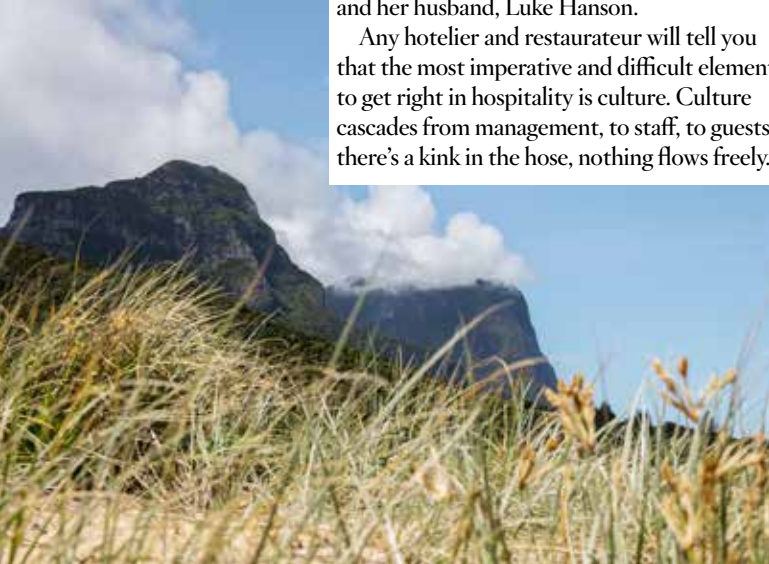 and her husband, Luke Hanson.
Any hotelier and restaurateur will tell you
that the most imperative and difficult elemen
to get right in hospitality is culture. Culture
cascades from management, to staff, to guests
there's a kink in the hose, nothing flows freely.